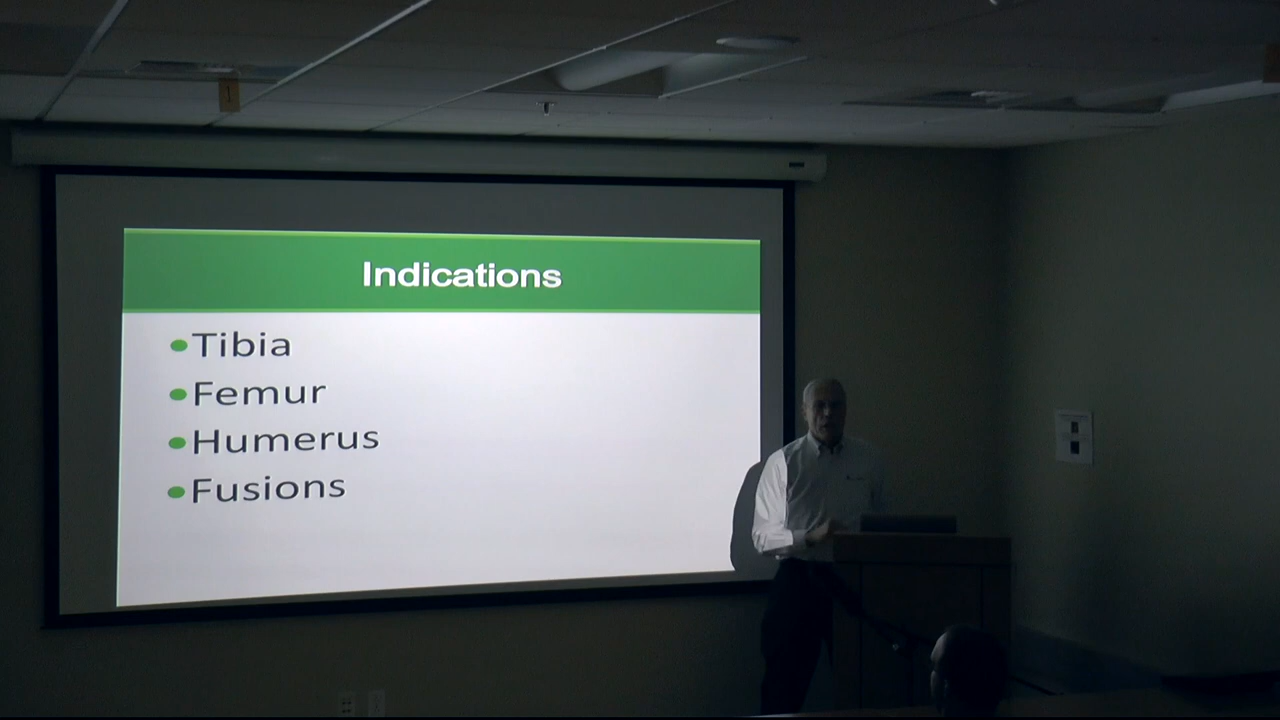 Indications
•Tibia
•Femur
•Humerus
•Fusions